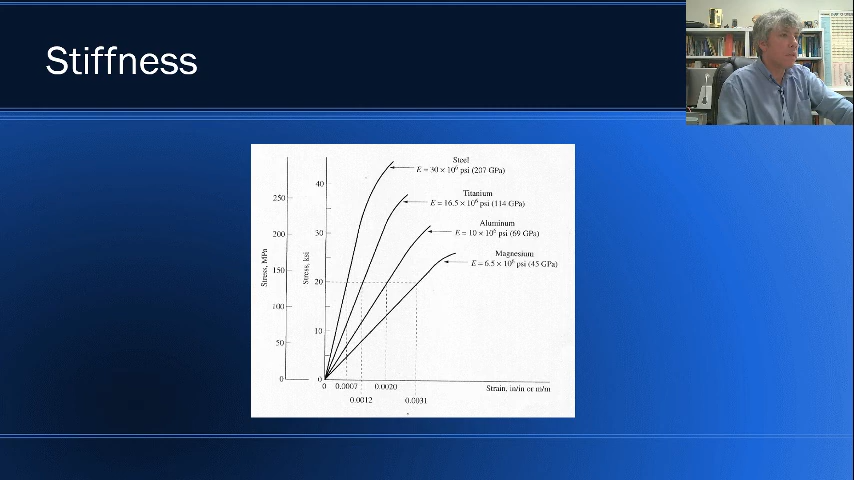 Stiffness
Steel
E = 30 × 10⁶ psi (207 GPa)
Titanium
E = 16.5 × 10⁶ psi (114 GPa)
Aluminum
E = 10 × 10⁶ psi (69 GPa)
Magnesium
E = 6.5 × 10⁶ psi (45 GPa)
Stress, MPa
250
200
150
100
50
0
Stress, ksi
40
30
20
10
0
0 0.0007 0.0020
0.0012 0.0031
Strain, in/in or m/m